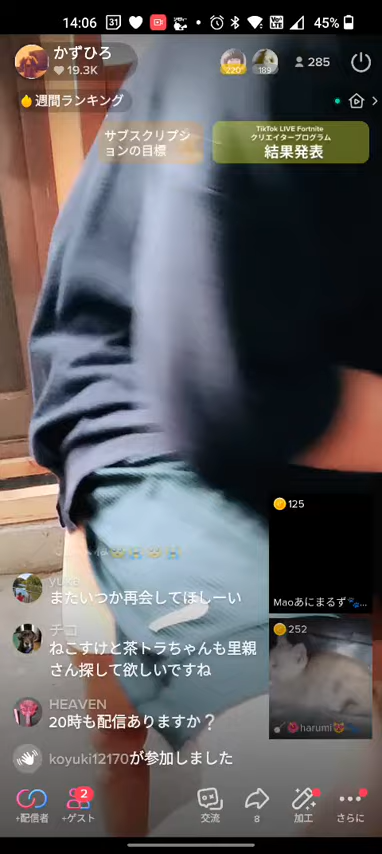 14:06
31
VoLTE
45%
かずひろ
19.3K
220
189
285
週間ランキング
サブスクリプシ
ョンの目標
TikTok LIVE Fortnite
クリエイタープログラム
結果発表
125
Maoあにまるず🐾...
yuka
またいつか再会してほしーい
チコ
ねこすけと茶トラちゃんも里親
さん探して欲しいですね
252
harumi
HEAVEN
20時も配信ありますか？
koyuki12170が参加しました
+配信者
2
+ゲスト
交流
8
加工
さらに